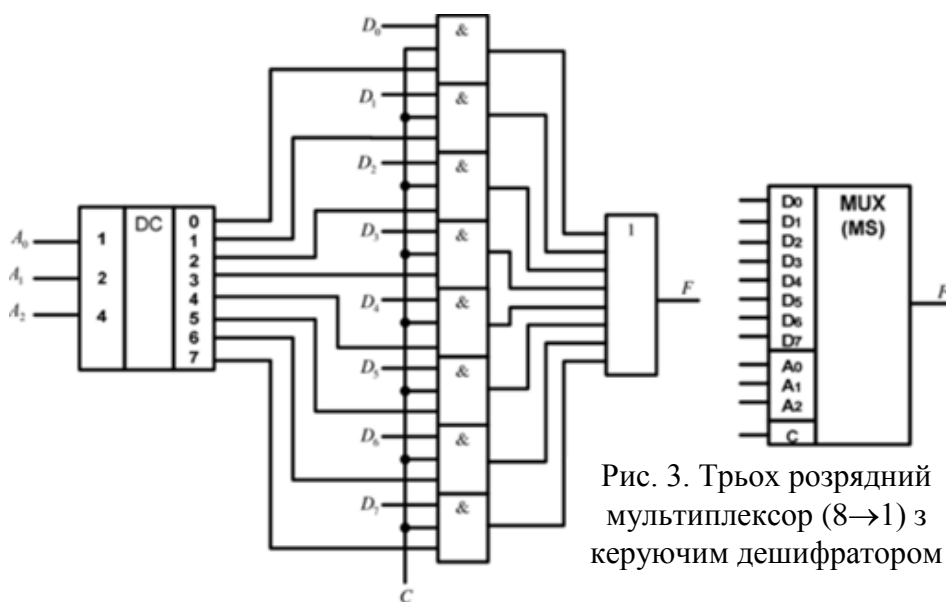 D₀
&
D₁
&
D₂
&
D₃
&
D₄
&
D₅
&
D₆
&
D₇
&
A₀
A₁
A₂
1
2
4
DC
0
1
2
3
4
5
6
7
C
1
F
D0
D1
D2
D3
D4
D5
D6
D7
A0
A1
A2
C
MUX
(MS)
F
Рис. 3. Трьох розрядний
мультиплексор (8→1) з
керуючим дешифратором